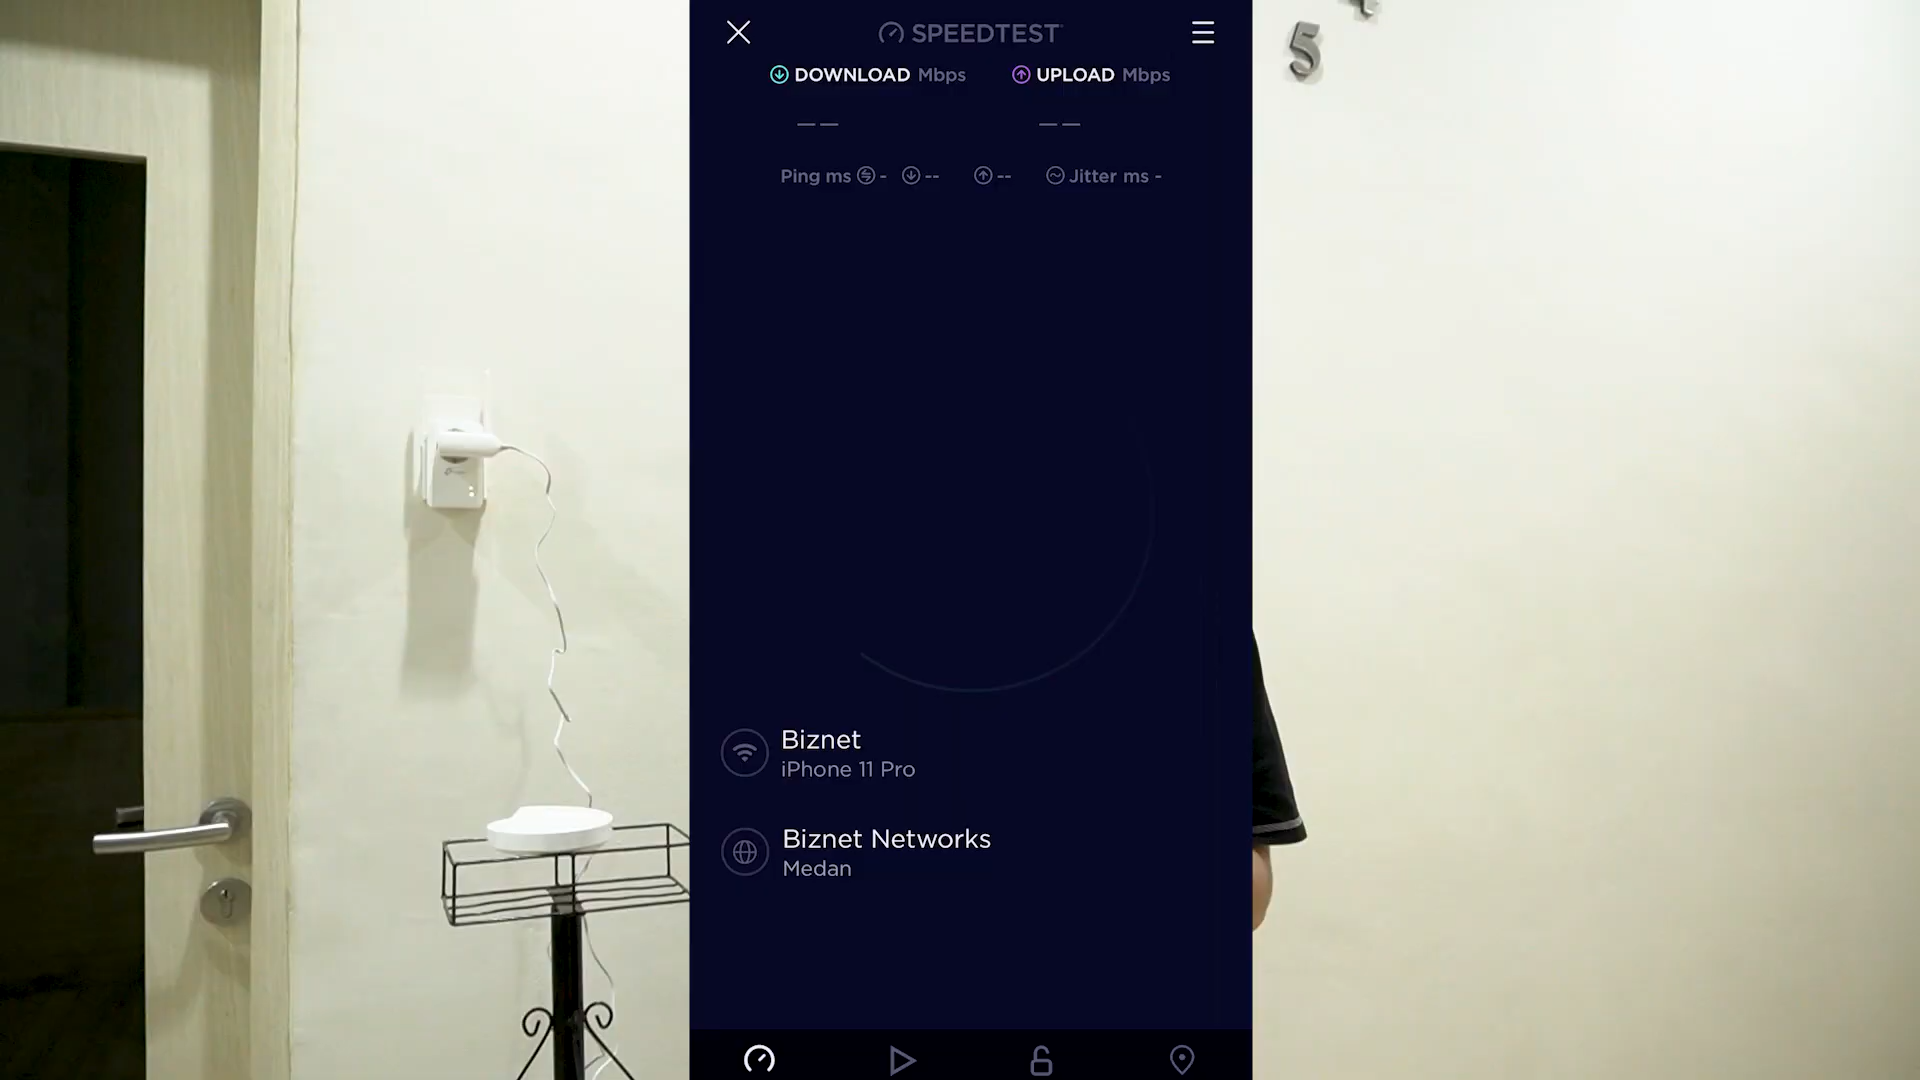 SPEEDTEST
DOWNLOAD Mbps UPLOAD Mbps
— — — —
Ping ms - -- -- Jitter ms -
Biznet
iPhone 11 Pro
Biznet Networks
Medan
5